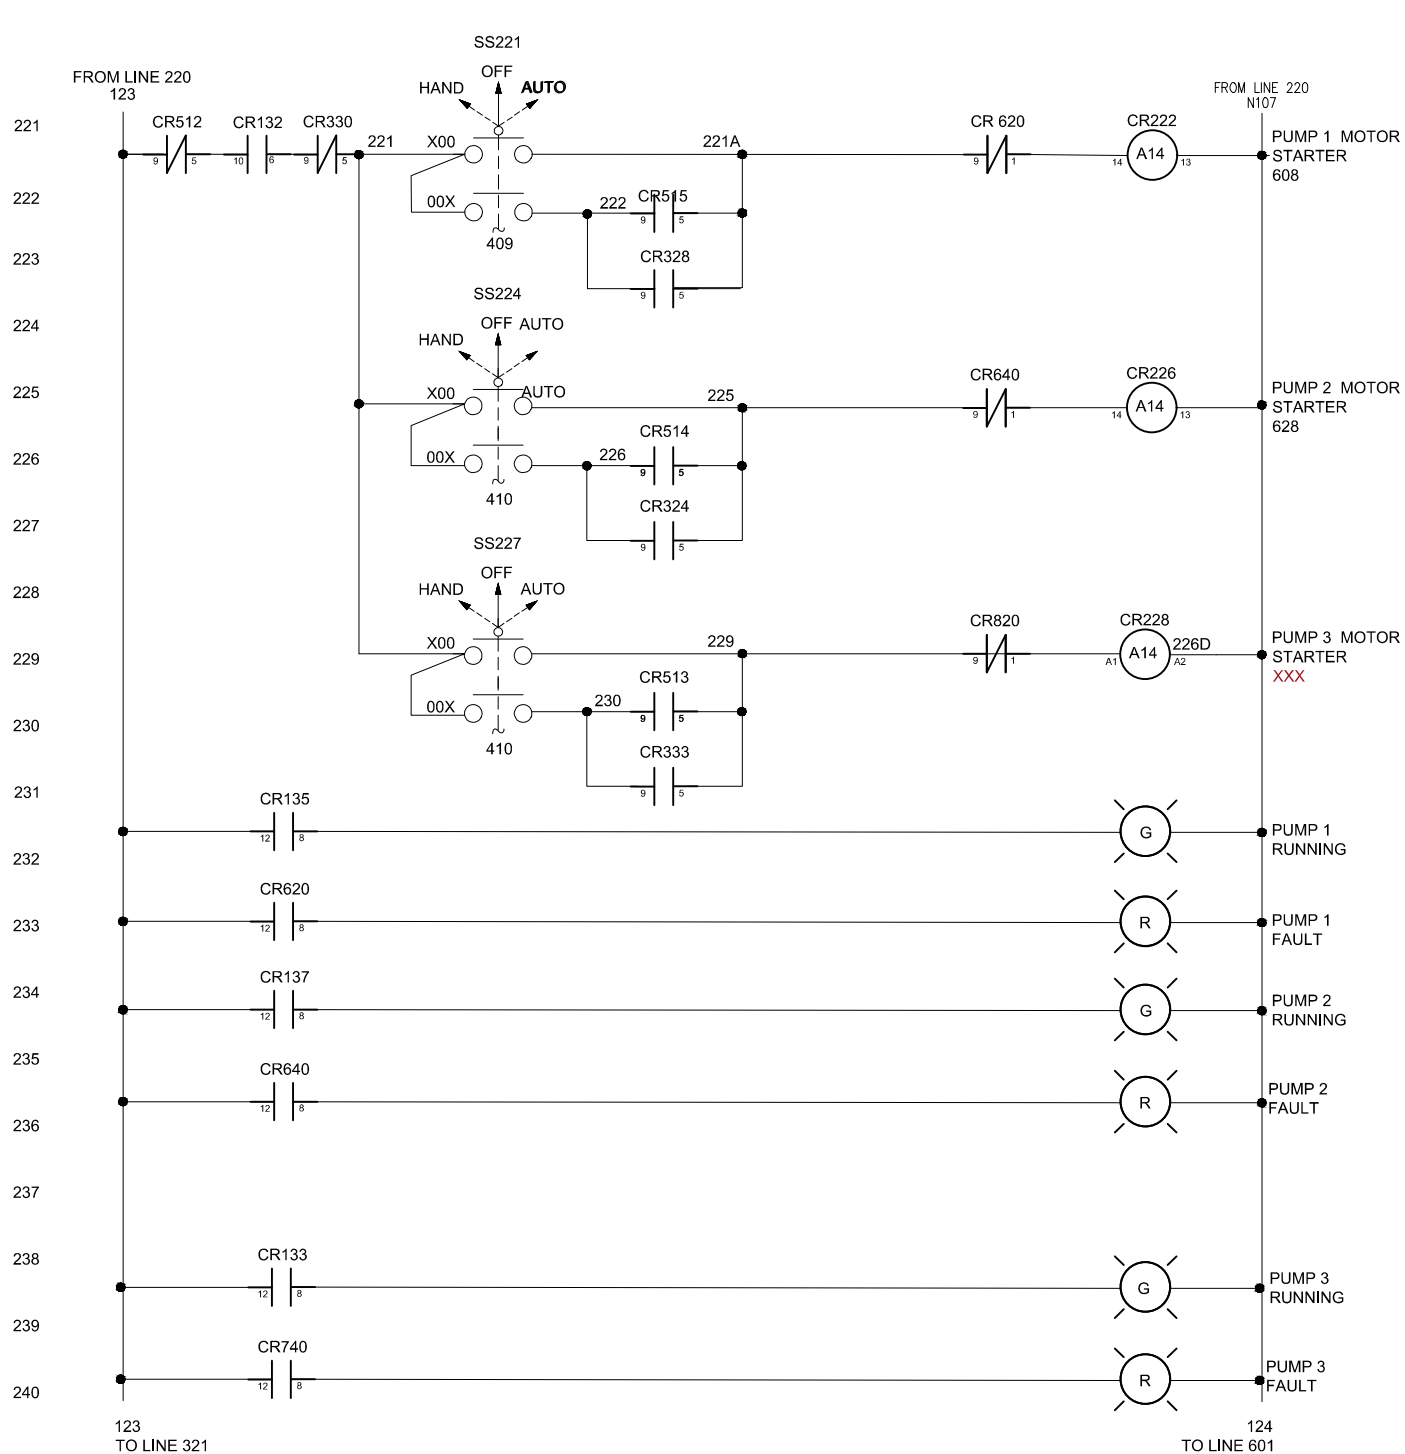 SS221
OFF
HAND
AUTO
FROM LINE 220
123
FROM LINE 220
N107
221
CR512
CR132
CR330
221
X00
221A
CR 620
CR222
PUMP 1 MOTOR
STARTER
608
9
5
10
6
9
5
9
1
14
A14
13
222
00X
222
CR515
9
5
409
223
CR328
9
5
SS224
224
OFF
AUTO
HAND
225
X00
AUTO
225
CR640
CR226
PUMP 2 MOTOR
STARTER
628
9
1
14
A14
13
226
00X
226
CR514
9
5
410
CR324
227
9
5
SS227
OFF
228
HAND
AUTO
229
X00
229
CR820
CR228
226D
PUMP 3 MOTOR
STARTER
XXX
9
1
A1
A14
A2
230
00X
230
CR513
9
5
410
CR333
231
9
5
CR135
12
8
G
PUMP 1
RUNNING
232
CR620
233
12
8
R
PUMP 1
FAULT
234
CR137
12
8
G
PUMP 2
RUNNING
235
CR640
12
8
R
PUMP 2
FAULT
236
237
238
CR133
12
8
G
PUMP 3
RUNNING
239
CR740
12
8
R
PUMP 3
FAULT
240
123
TO LINE 321
124
TO LINE 601